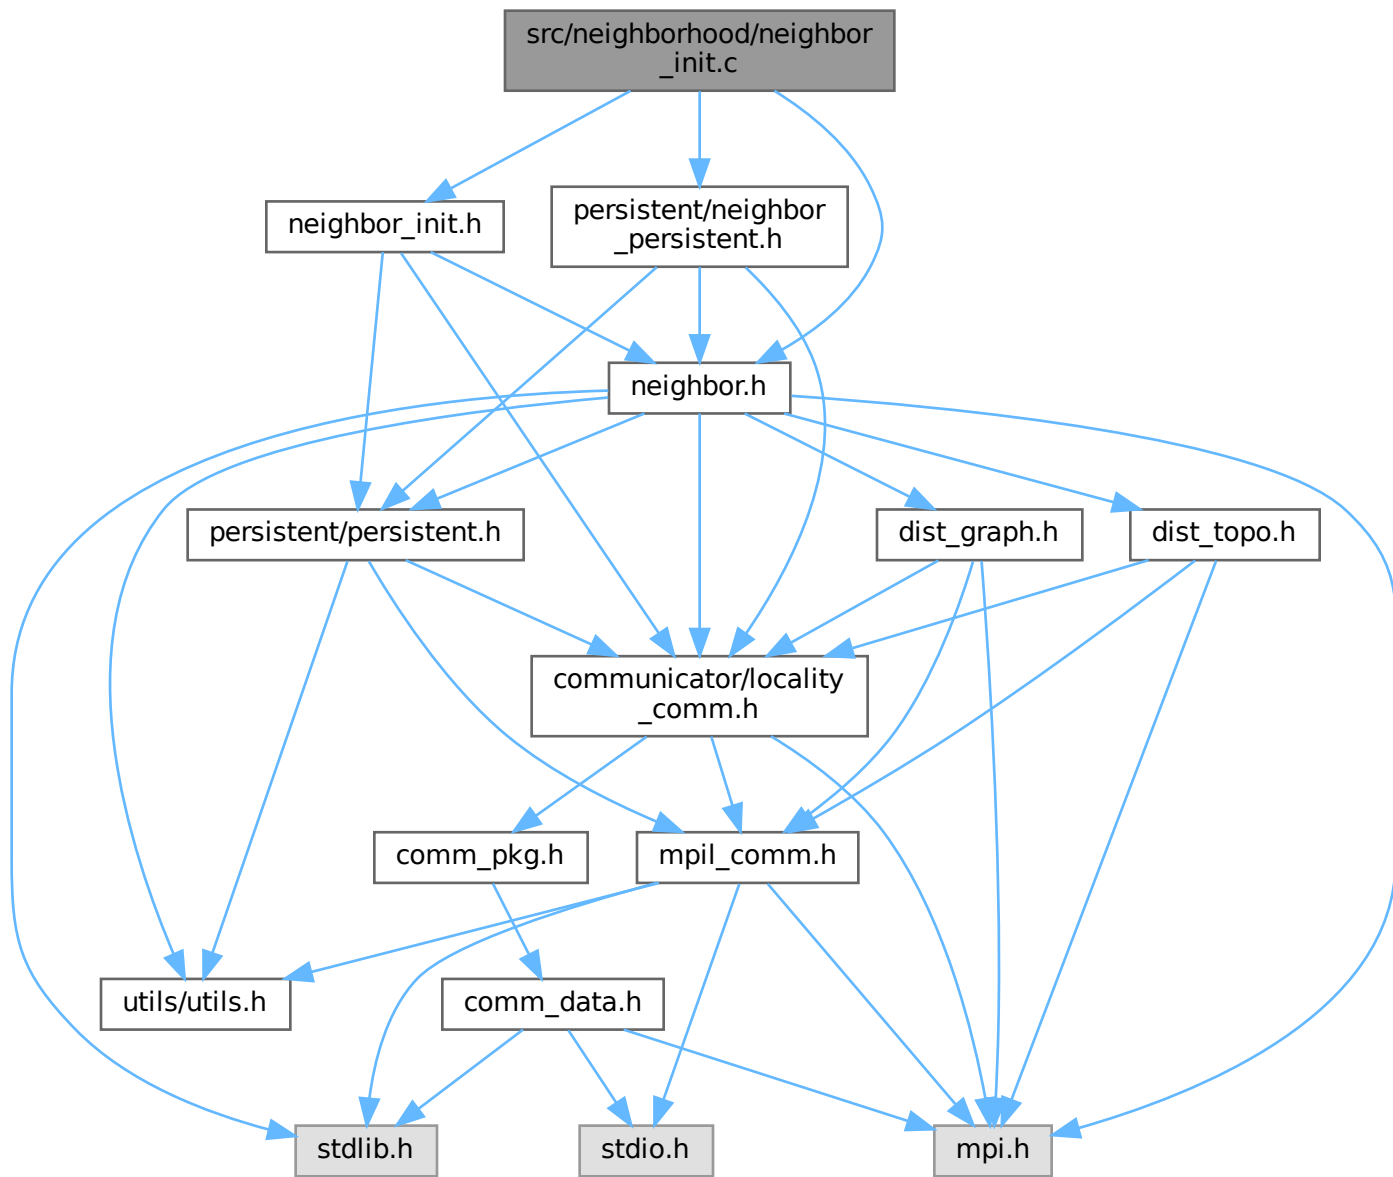 src/neighborhood/neighbor
_init.c
neighbor_init.h
persistent/neighbor
_persistent.h
neighbor.h
persistent/persistent.h
dist_graph.h
dist_topo.h
communicator/locality
_comm.h
comm_pkg.h
mpil_comm.h
utils/utils.h
comm_data.h
stdlib.h
stdio.h
mpi.h